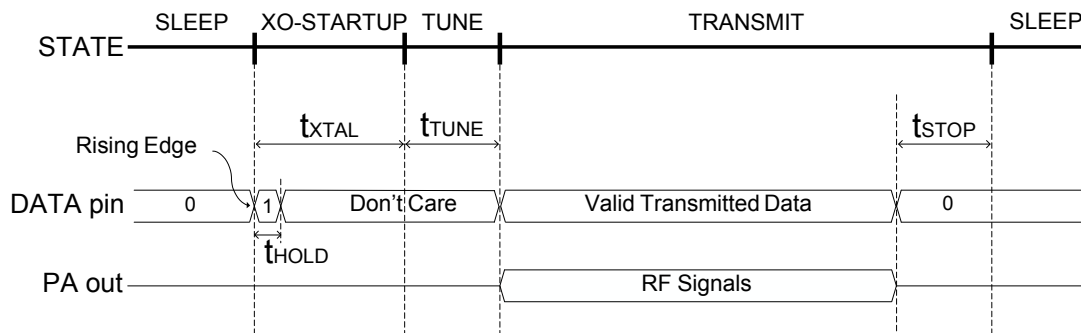 SLEEP XO-STARTUP TUNE TRANSMIT SLEEP
STATE
tXTAL tTUNE tSTOP
Rising Edge
DATA pin 0 1 Don't Care Valid Transmitted Data 0
tHOLD
PA out RF Signals